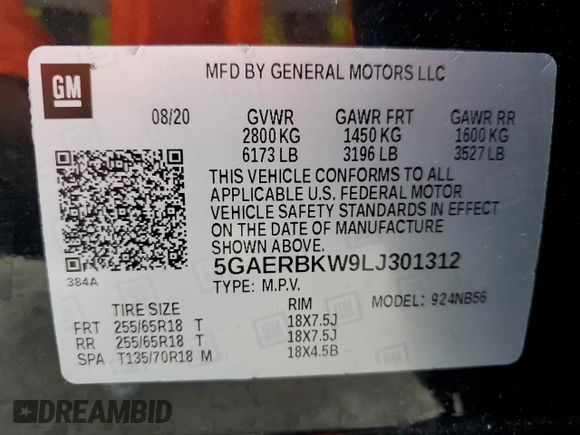 GM
MFD BY GENERAL MOTORS LLC
08/20 GVWR GAWR FRT GAWR RR
2800 KG 1450 KG 1600 KG
6173 LB 3196 LB 3527 LB
THIS VEHICLE CONFORMS TO ALL
APPLICABLE U.S. FEDERAL MOTOR
VEHICLE SAFETY STANDARDS IN EFFECT
ON THE DATE OF MANUFACTURE
SHOWN ABOVE.
384A
5GAERBKW9LJ301312
TYPE: M.P.V. MODEL: 924NB56
TIRE SIZE RIM
FRT 255/65R18 T 18X7.5J
RR 255/65R18 T 18X7.5J
SPA T135/70R18 M 18X4.5B
DREAMBID